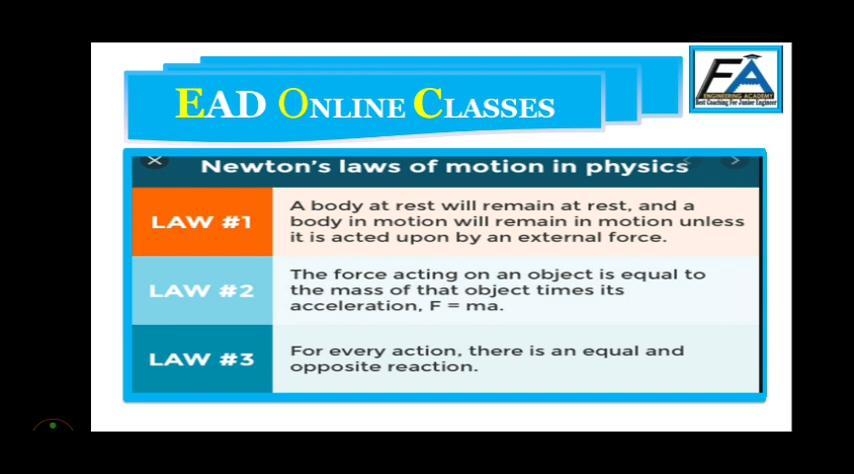 EAD ONLINE CLASSES
FA
ENGINEERING ACADEMY
Best Coaching For Junior Engineer
Newton's laws of motion in physics
LAW #1
A body at rest will remain at rest, and a
body in motion will remain in motion unless
it is acted upon by an external force.
LAW #2
The force acting on an object is equal to
the mass of that object times its
acceleration, F = ma.
LAW #3
For every action, there is an equal and
opposite reaction.